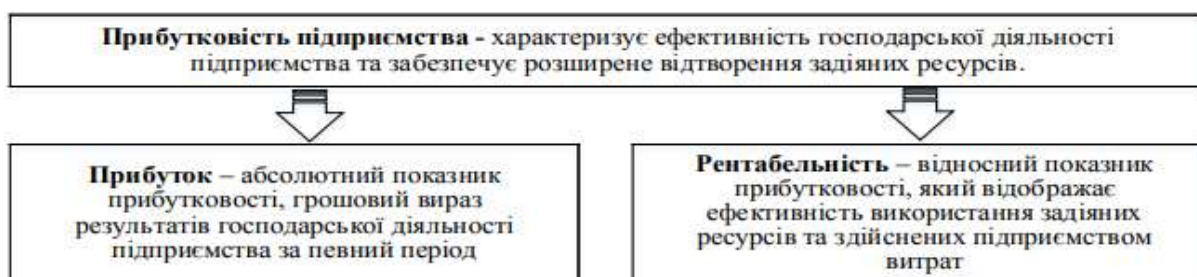 Прибутковість підприємства - характеризує ефективність господарської діяльності
підприємства та забезпечує розширене відтворення задіяних ресурсів.
Прибуток – абсолютний показник
прибутковості, грошовий вираз
результатів господарської діяльності
підприємства за певний період
Рентабельність – відносний показник
прибутковості, який відображає
ефективність використання задіяних
ресурсів та здійснених підприємством
витрат